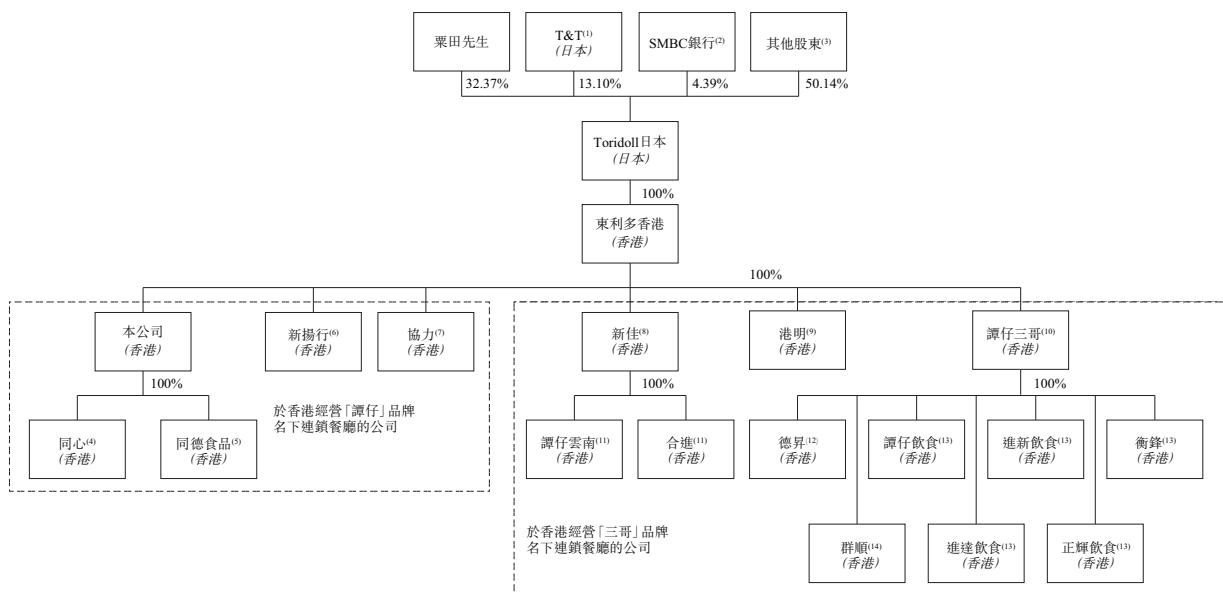 粟田先生
T&T(1)
(日本)
SMBC銀行(2)
其他股東(3)
32.37%
13.10%
4.39%
50.14%
Toridoll日本
(日本)
100%
東利多香港
(香港)
100%
本公司
(香港)
新揚行(6)
(香港)
協力(7)
(香港)
新佳(8)
(香港)
港明(9)
(香港)
譚仔三哥(10)
(香港)
100%
100%
100%
於香港經營「譚仔」品牌
名下連鎖餐廳的公司
同心(4)
(香港)
同德食品(5)
(香港)
譚仔雲南(11)
(香港)
合進(11)
(香港)
德昇(12)
(香港)
譚仔飲食(13)
(香港)
進新飲食(13)
(香港)
衡鋒(13)
(香港)
於香港經營「三哥」品牌
名下連鎖餐廳的公司
群順(14)
(香港)
進達飲食(13)
(香港)
正輝飲食(13)
(香港)